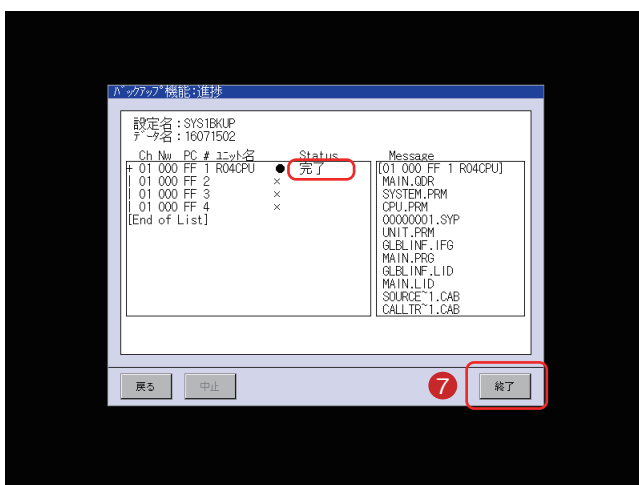 バックアップ機能:進捗
設定名:SYS1BKUP
データ名:16071502
Ch Nw PC # ユニット名 Status
+ 01 000 FF 1 R04CPU ● 完了
| 01 000 FF 2 ×
| 01 000 FF 3 ×
| 01 000 FF 4 ×
[End of List]
Message
[01 000 FF 1 R04CPU]
MAIN.QDR
SYSTEM.PRM
CPU.PRM
00000001.SYP
UNIT.PRM
GLBLINF.IFG
MAIN.PRG
GLBLINF.LID
MAIN.LID
SOURCE~1.CAB
CALLTR~1.CAB
戻る 中止 7 終了